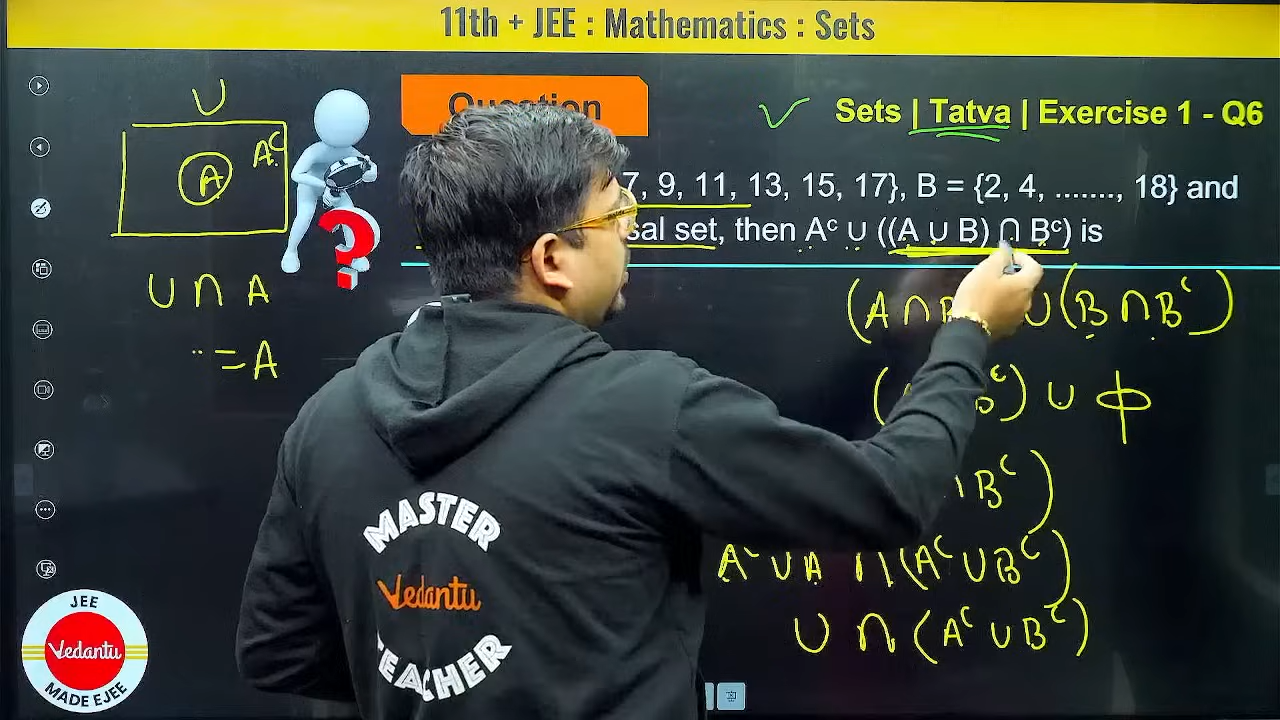 11th + JEE : Mathematics : Sets
Question
Sets | Tatva | Exercise 1 - Q6
7, 9, 11, 13, 15, 17}, B = {2, 4, ......., 18} and
set, then Aᶜ ∪ ((A ∪ B) ∩ Bᶜ) is
U
A
Aᶜ
U ∩ A
= A
(A ∩ ∪ (B ∩ Bᶜ)
( ) ∪ ϕ
Bᶜ)
Aᶜ ∪ A ∩ (Aᶜ ∪ Bᶜ)
U ∩ (Aᶜ ∪ Bᶜ)
MASTER
Vedantu
TEACHER
JEE
Vedantu
MADE EJEE